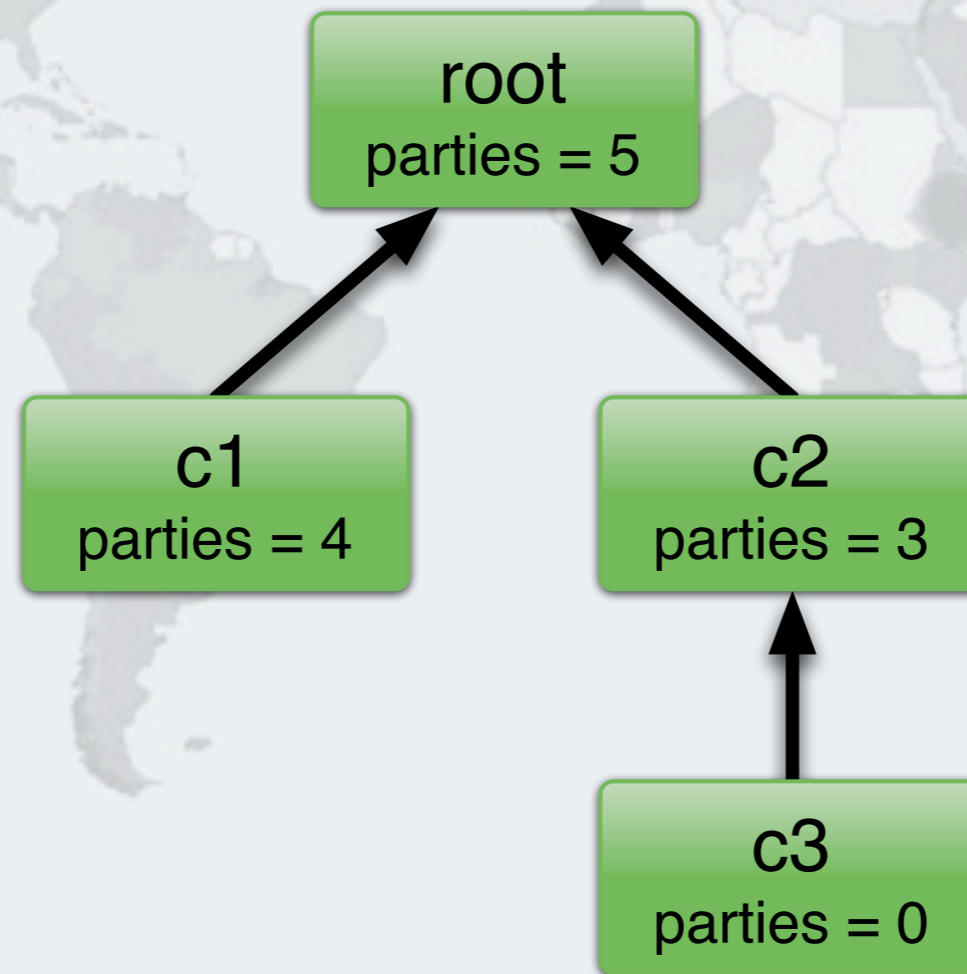 root
parties = 5
c1
parties = 4
c2
parties = 3
c3
parties = 0